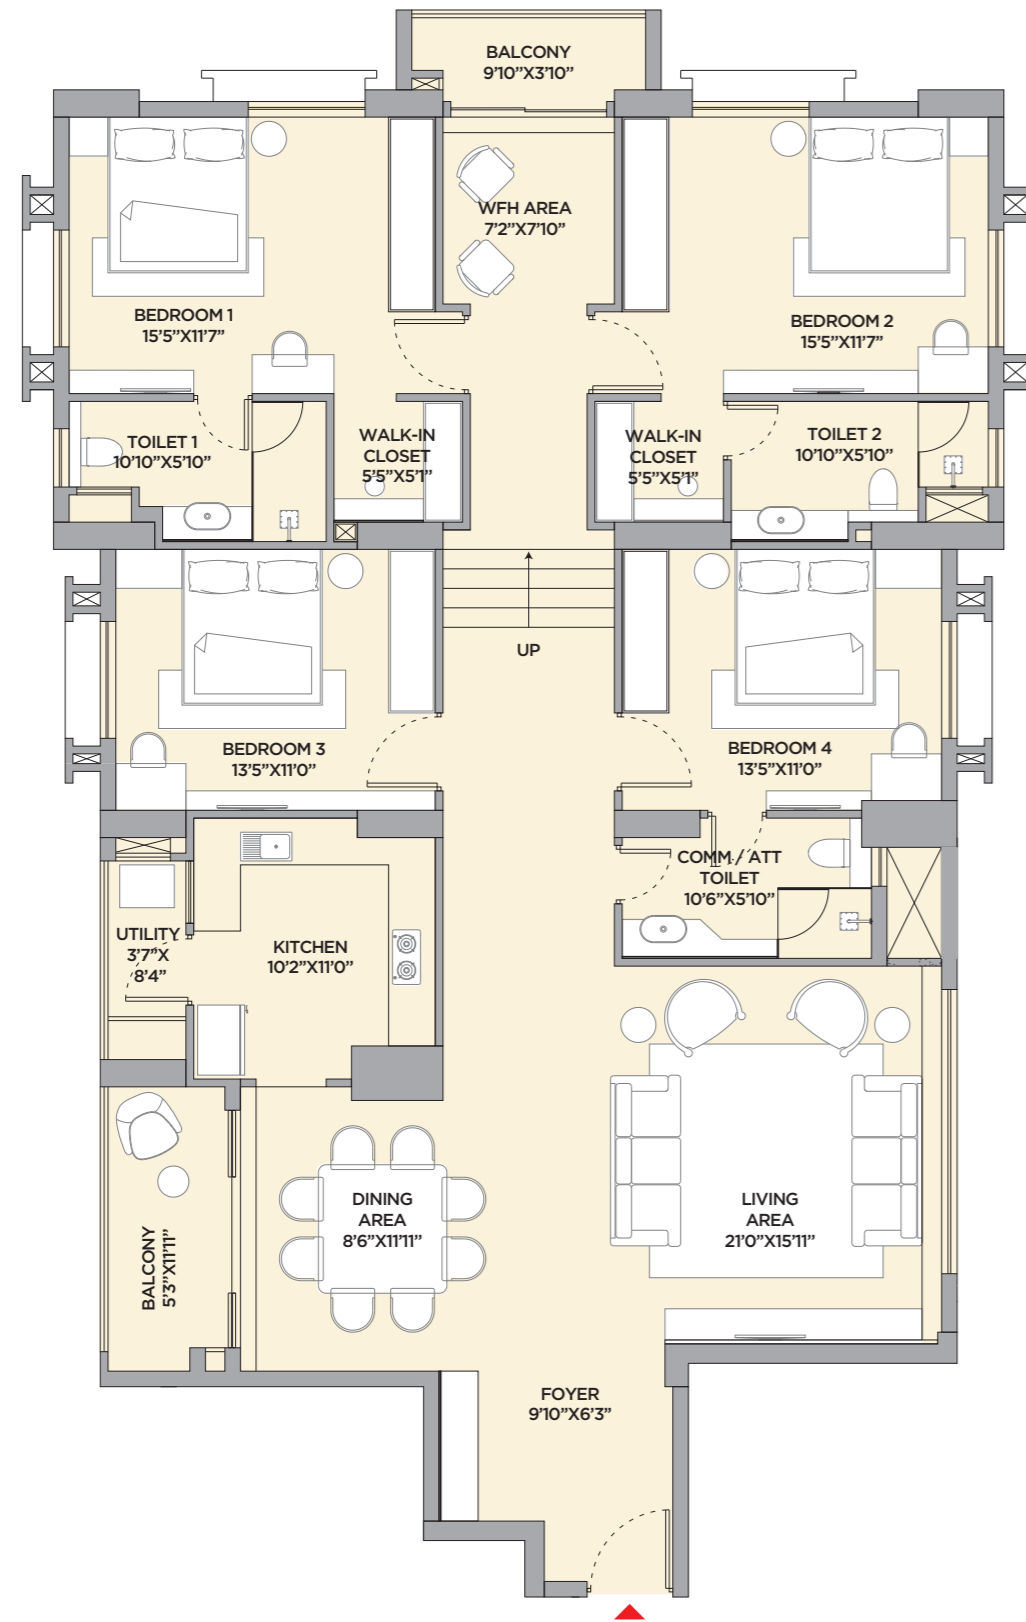 BALCONY
9'10"X3'10"
WFH AREA
7'2"X7'10"
BEDROOM 1
15'5"X11'7"
BEDROOM 2
15'5"X11'7"
TOILET 1
10'10"X5'10"
WALK-IN
CLOSET
5'5"X5'1"
WALK-IN
CLOSET
5'5"X5'1"
TOILET 2
10'10"X5'10"
UP
BEDROOM 3
13'5"X11'0"
BEDROOM 4
13'5"X11'0"
COMM / ATT
TOILET
10'6"X5'10"
UTILITY
3'7"X
8'4"
KITCHEN
10'2"X11'0"
DINING
AREA
8'6"X11'11"
LIVING
AREA
21'0"X15'11"
BALCONY
5'3"X11'11"
FOYER
9'10"X6'3"